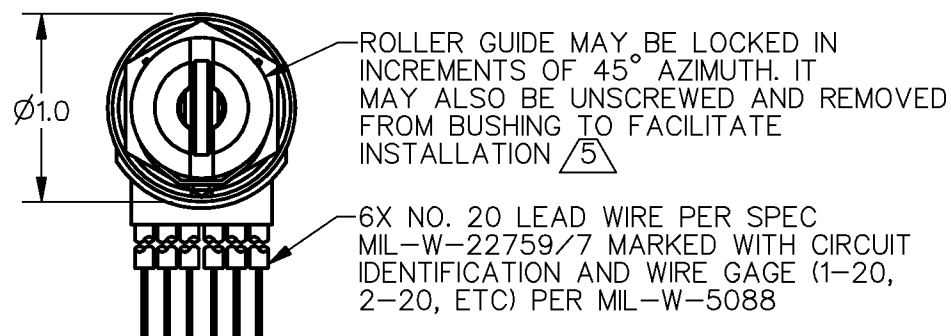 Ø1.0
ROLLER GUIDE MAY BE LOCKED IN
INCREMENTS OF 45° AZIMUTH. IT
MAY ALSO BE UNSCREWED AND REMOVED
FROM BUSHING TO FACILITATE
INSTALLATION 5
6X NO. 20 LEAD WIRE PER SPEC
MIL-W-22759/7 MARKED WITH CIRCUIT
IDENTIFICATION AND WIRE GAGE (1-20,
2-20, ETC) PER MIL-W-5088